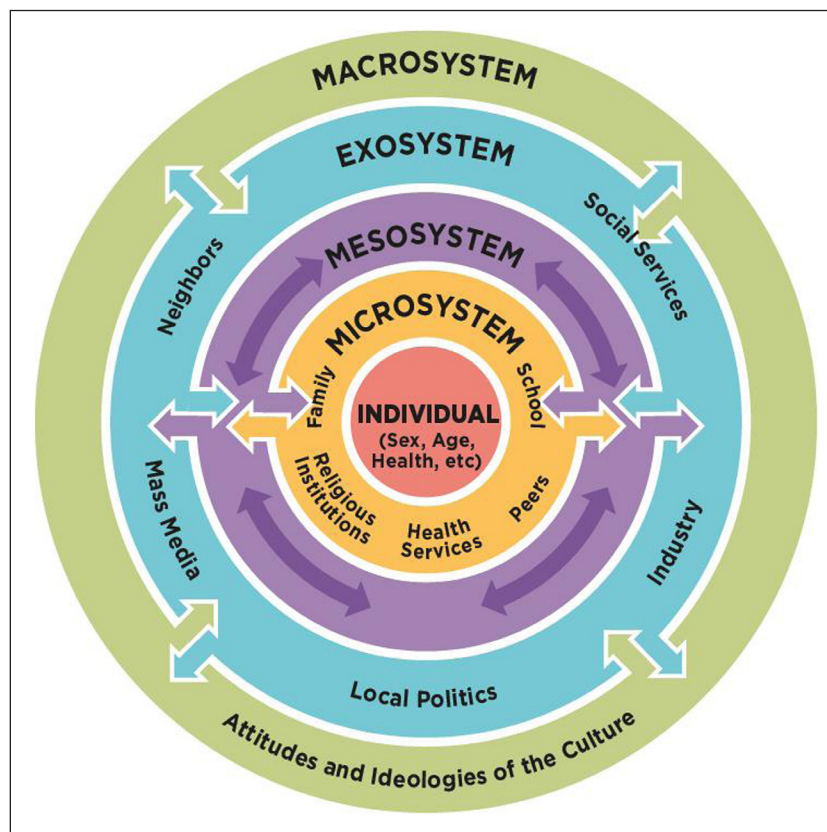 MACROSYSTEM
EXOSYSTEM
MESOSYSTEM
MICROSYSTEM
INDIVIDUAL
(Sex, Age,
Health, etc)
Family
School
Religious
Institutions
Health
Services
Peers
Neighbors
Social Services
Mass Media
Industry
Local Politics
Attitudes and Ideologies of the Culture